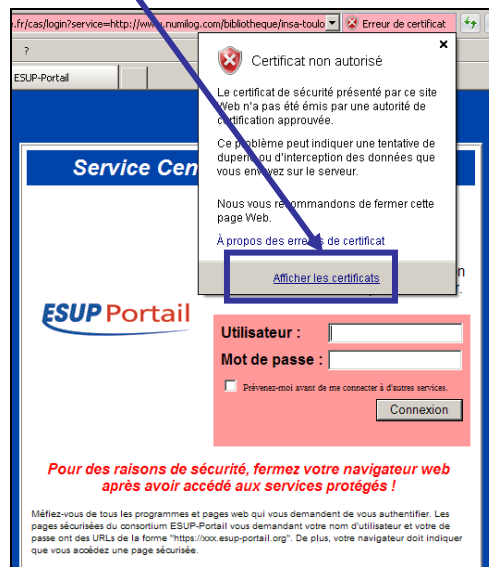 .fr/cas/login?service=http://www.numilog.com/bibliotheque/insa-toulo
Erreur de certificat
?
ESUP-Portail
Certificat non autorisé
Le certificat de sécurité présenté par ce site
Web n'a pas été émis par une autorité de
certification approuvée.
Ce problème peut indiquer une tentative de
duperie ou d'interception des données que
vous envoyez sur le serveur.
Nous vous recommandons de fermer cette
page Web.
À propos des erreurs de certificat
Afficher les certificats
Service Cen
n
r.
ESUP Portail
Utilisateur :
Mot de passe :
Prévenez-moi avant de me connecter à d'autres services.
Connexion
Pour des raisons de sécurité, fermez votre navigateur web
après avoir accédé aux services protégés !
Méfiez-vous de tous les programmes et pages web qui vous demandent de vous authentifier. Les
pages sécurisées du consortium ESUP-Portail vous demandant votre nom d'utilisateur et votre de
passe ont des URLs de la forme "https://xxx.esup-portail.org". De plus, votre navigateur doit indiquer
que vous accédez une page sécurisée.